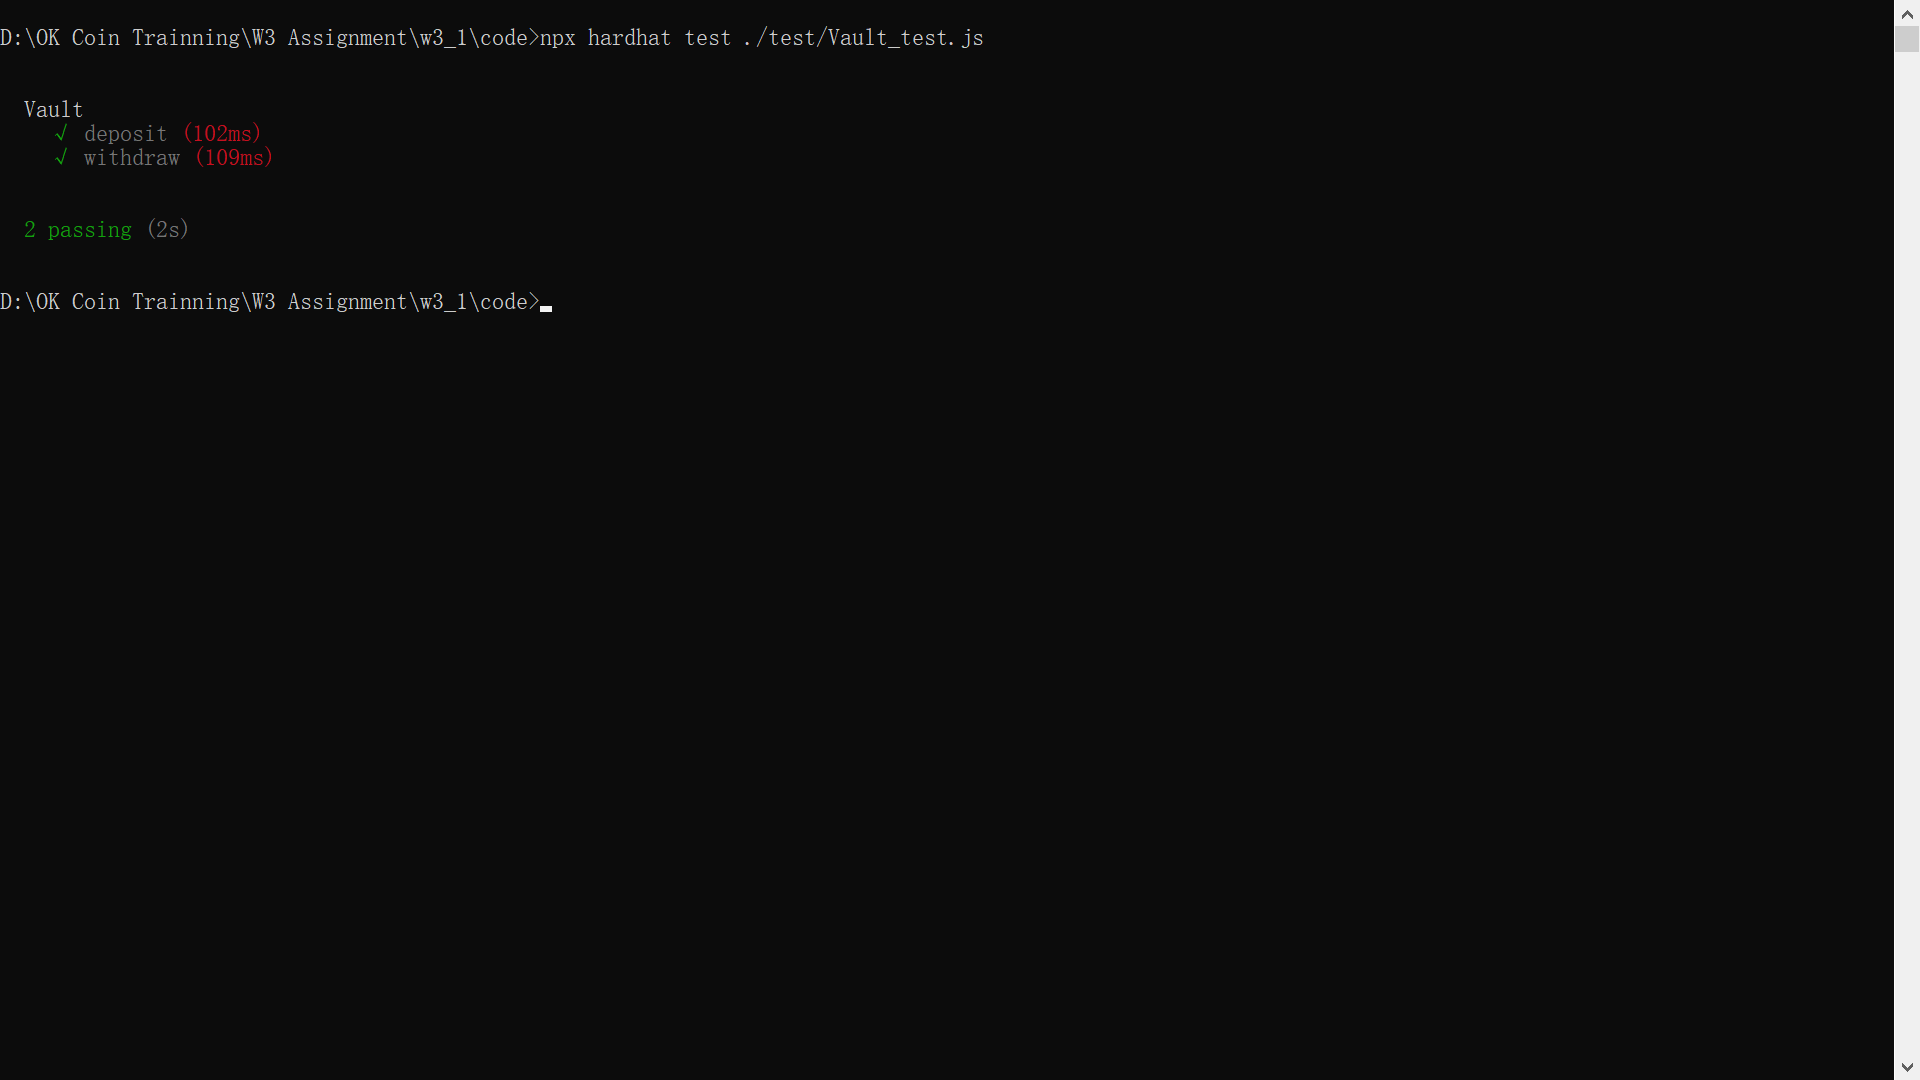 D:\OK Coin Trainning\W3 Assignment\w3_1\code>npx hardhat test ./test/Vault_test.js
Vault
√ deposit (102ms)
√ withdraw (109ms)
2 passing (2s)
D:\OK Coin Trainning\W3 Assignment\w3_1\code>